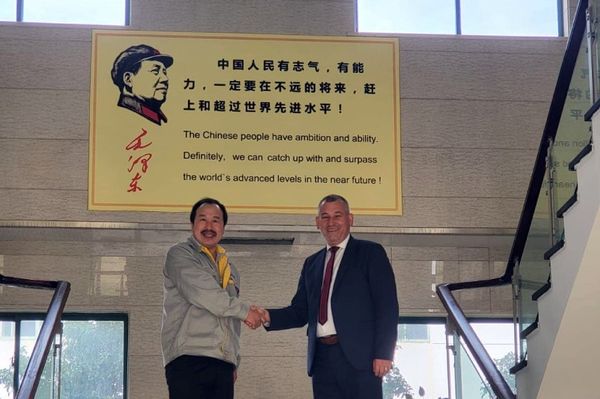 中国人民有志气，有能
力，一定要在不远的将来，赶
上和超过世界先进水平！
The Chinese people have ambition and ability.
Definitely, we can catch up with and surpass
the world`s advanced levels in the near future !
毛泽东